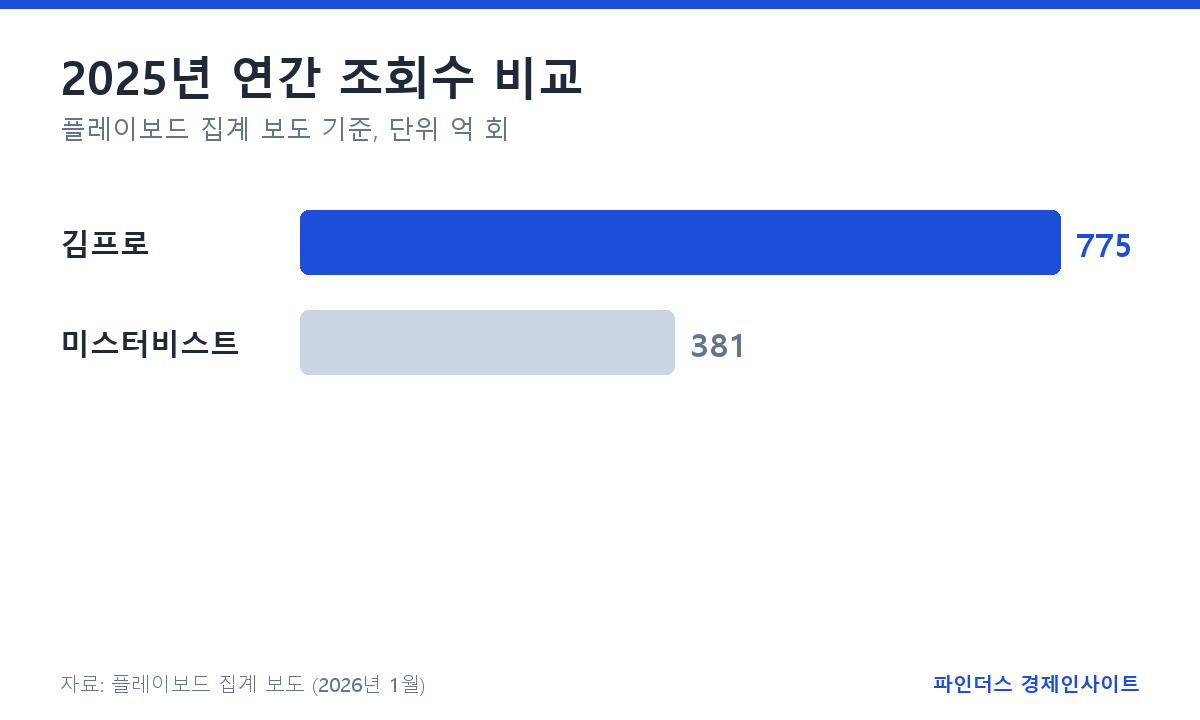 2025년 연간 조회수 비교
플레이보드 집계 보도 기준, 단위 억 회
김프로 775
미스터비스트 381
자료: 플레이보드 집계 보도 (2026년 1월)
파인더스 경제인사이트